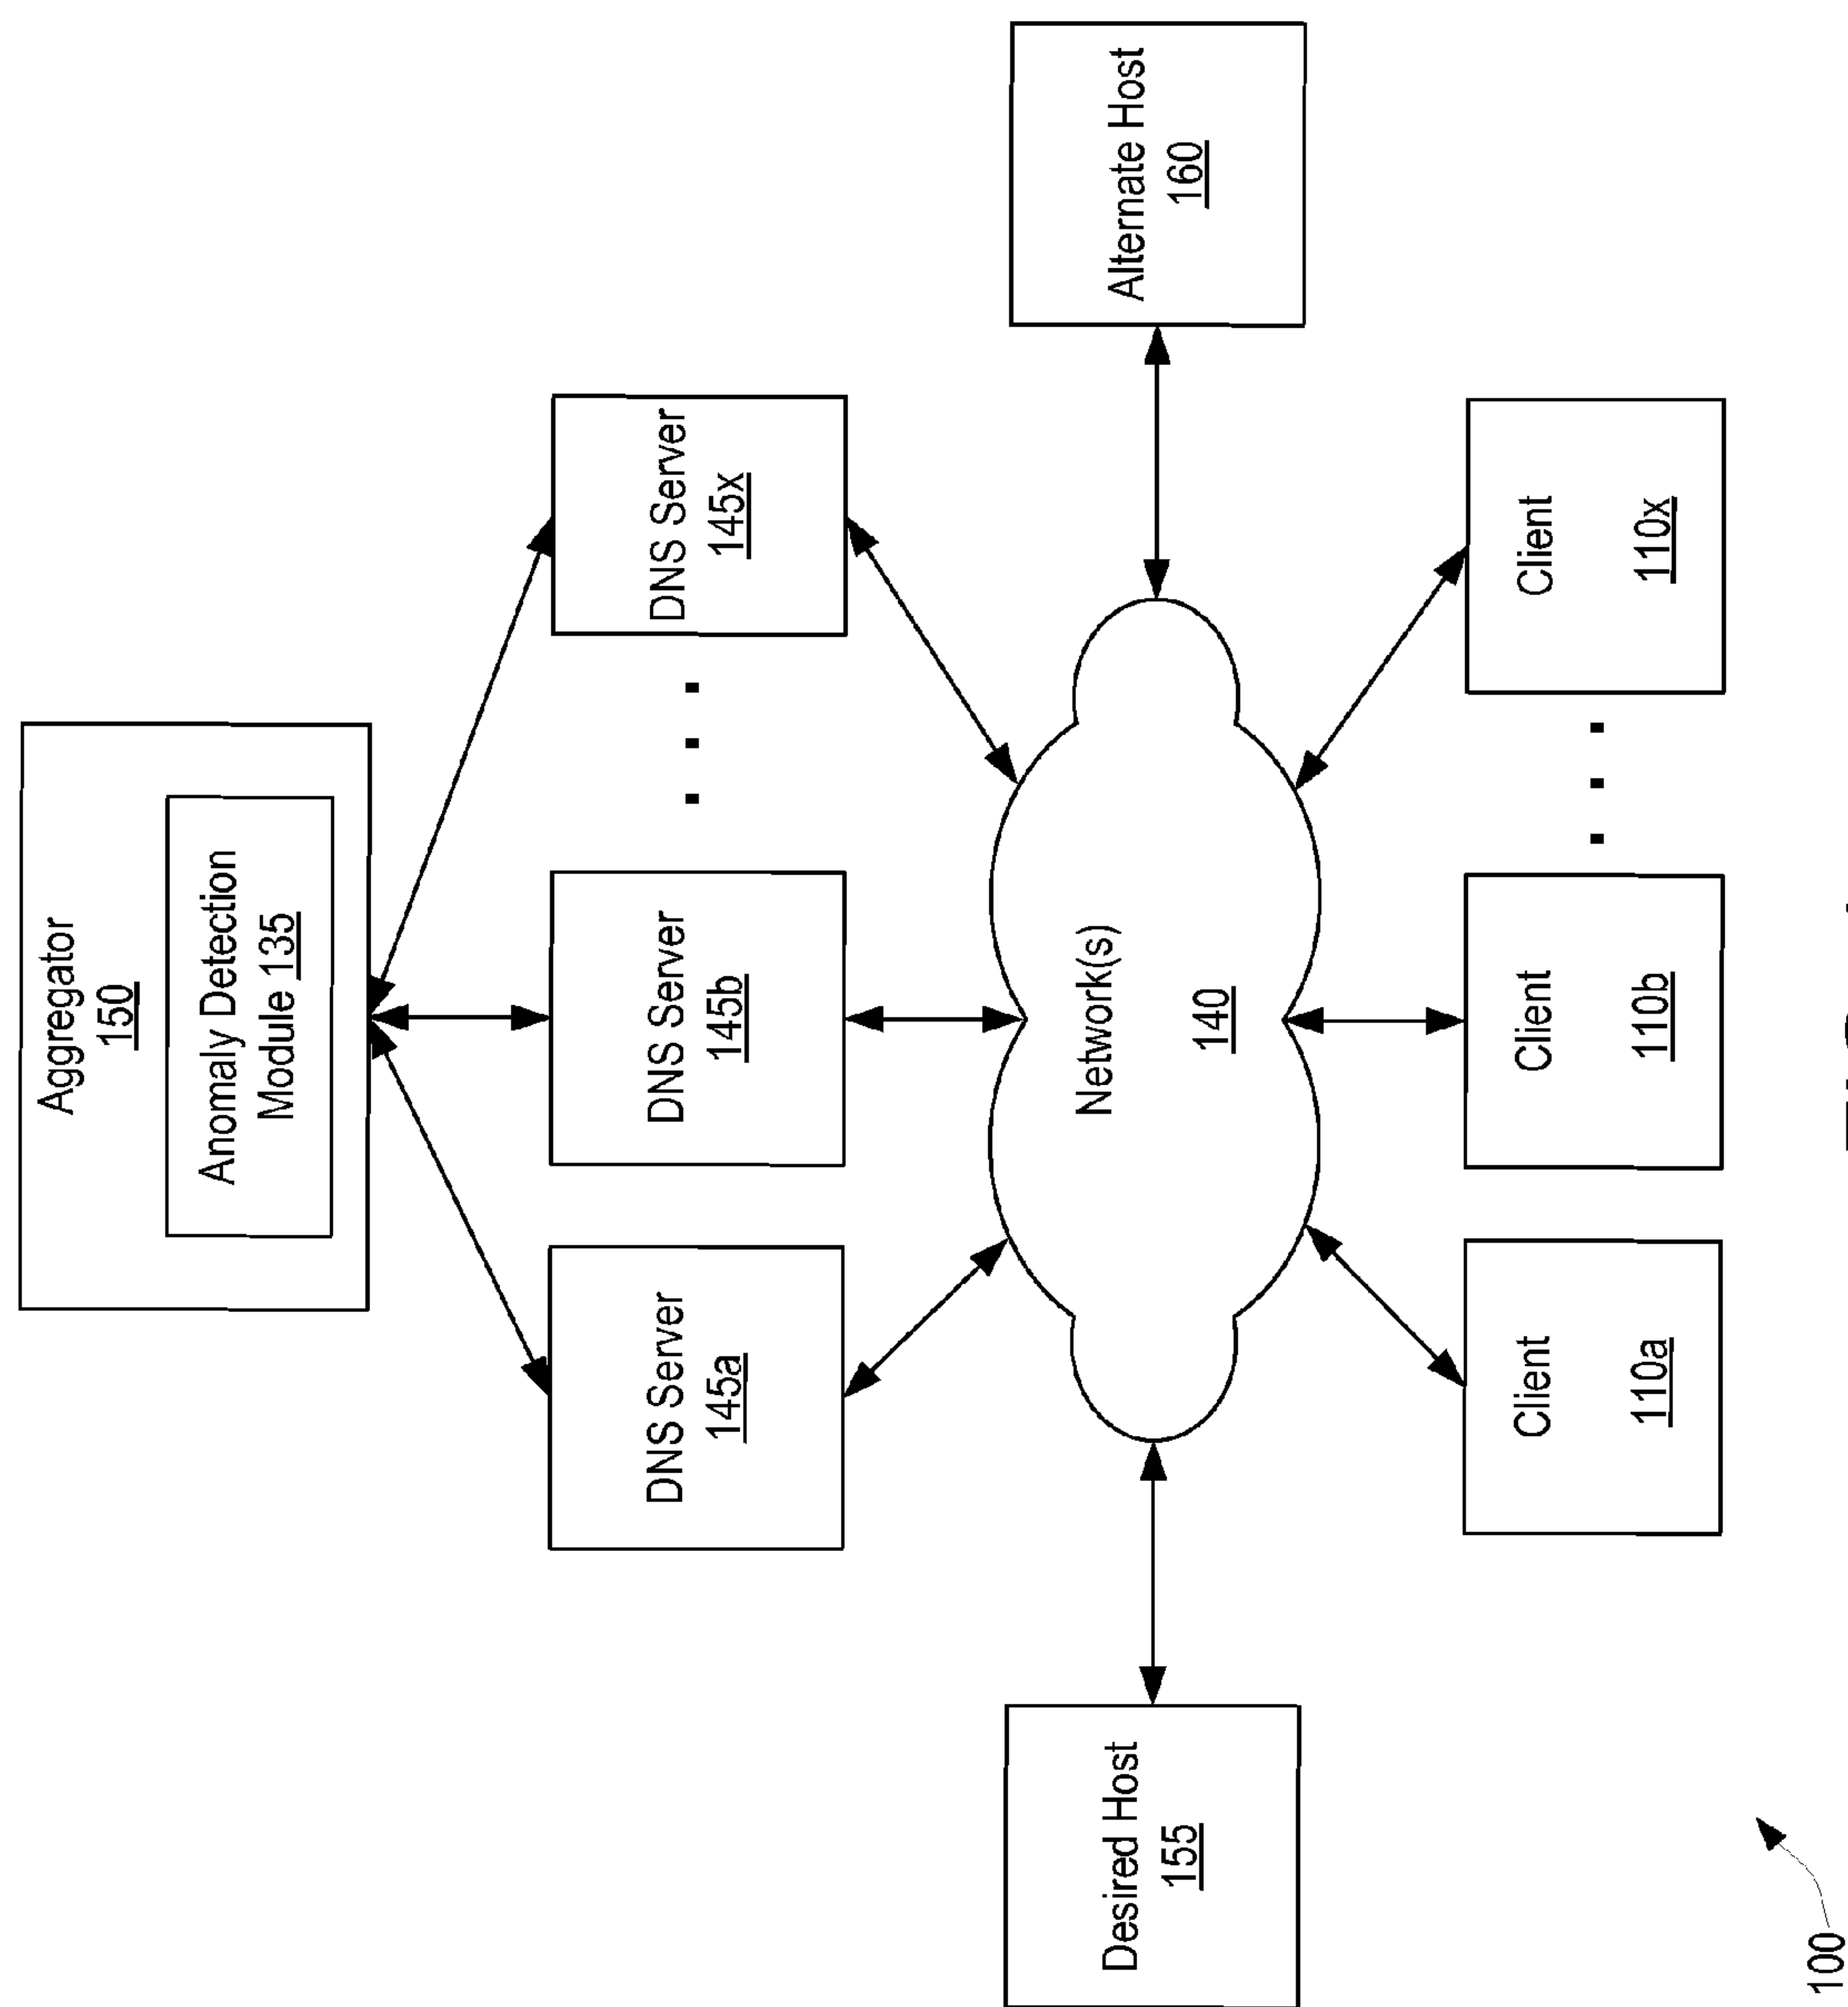 Aggregator
150
Anomaly Detection
Module 135
DNS Server
145a
DNS Server
145b
DNS Server
145x
Desired Host
155
Network(s)
140
Alternate Host
160
Client
110a
Client
110b
Client
110x
100